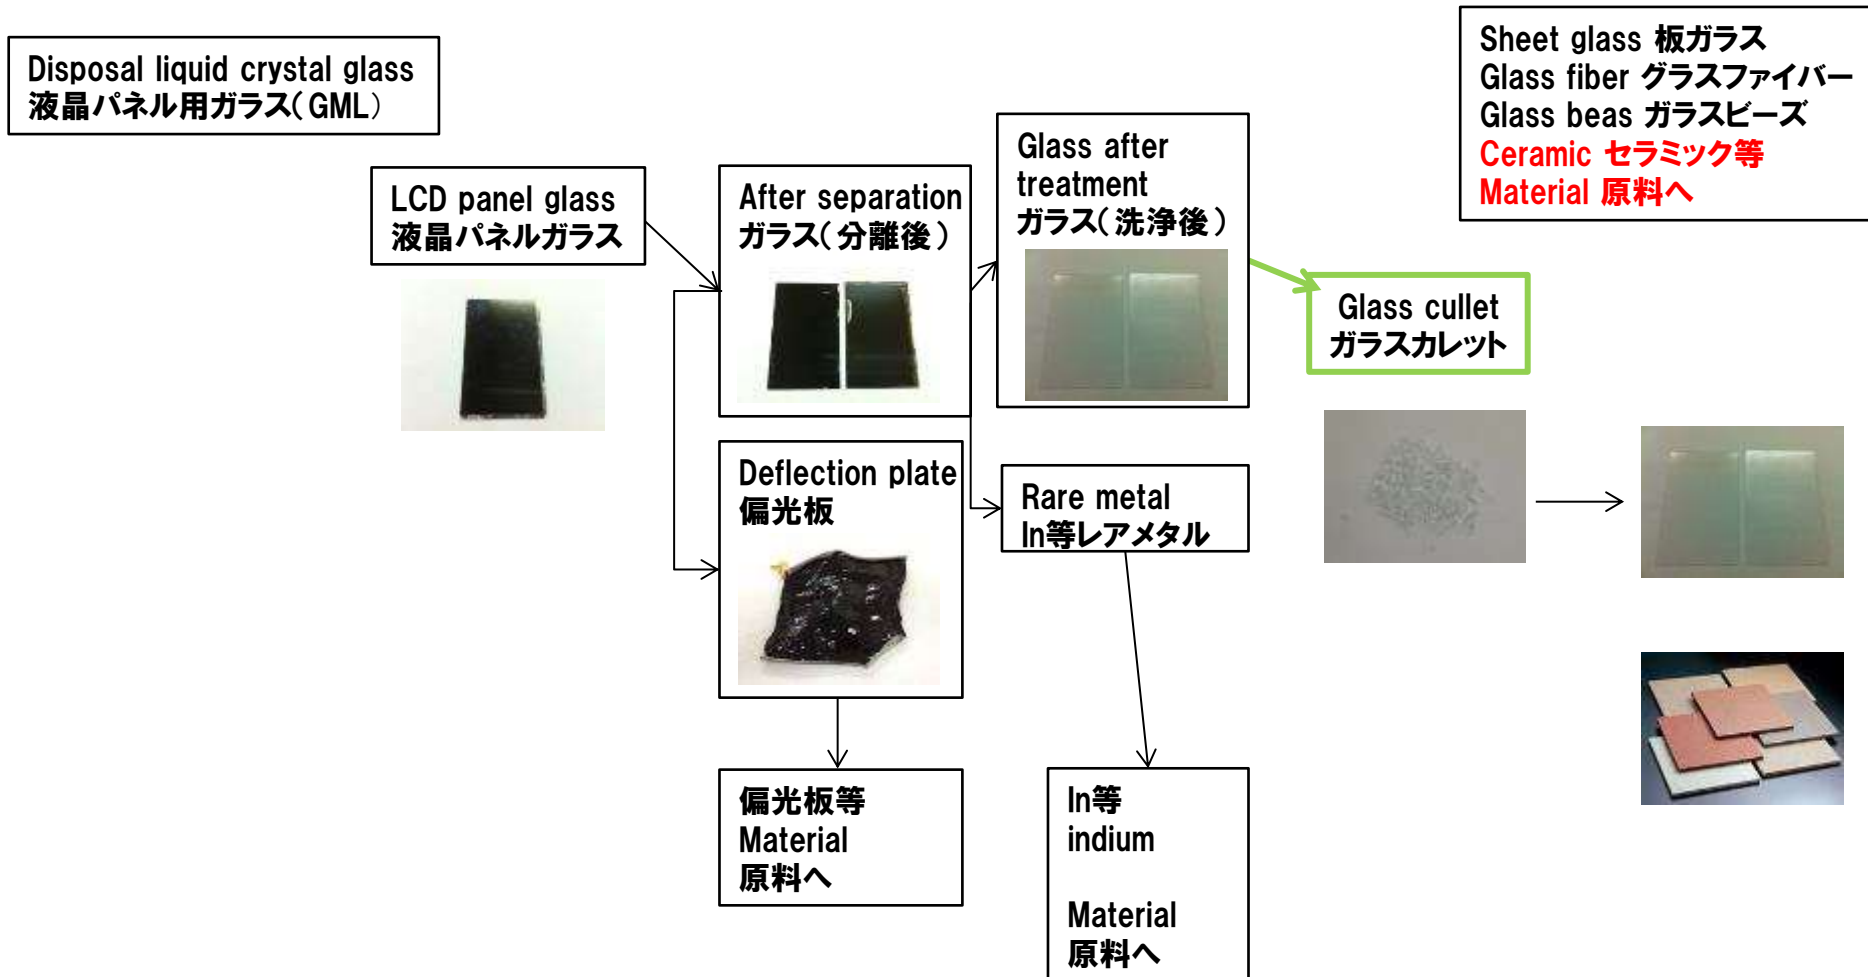 Disposal liquid crystal glass
液晶パネル用ガラス(GML)
Sheet glass 板ガラス
Glass fiber グラスファイバー
Glass beas ガラスビーズ
Ceramic セラミック等
Material 原料へ
LCD panel glass
液晶パネルガラス
After separation
ガラス(分離後)
Glass after
treatment
ガラス(洗浄後)
Glass cullet
ガラスカレット
Deflection plate
偏光板
Rare metal
In等レアメタル
偏光板等
Material
原料へ
In等
indium
Material
原料へ